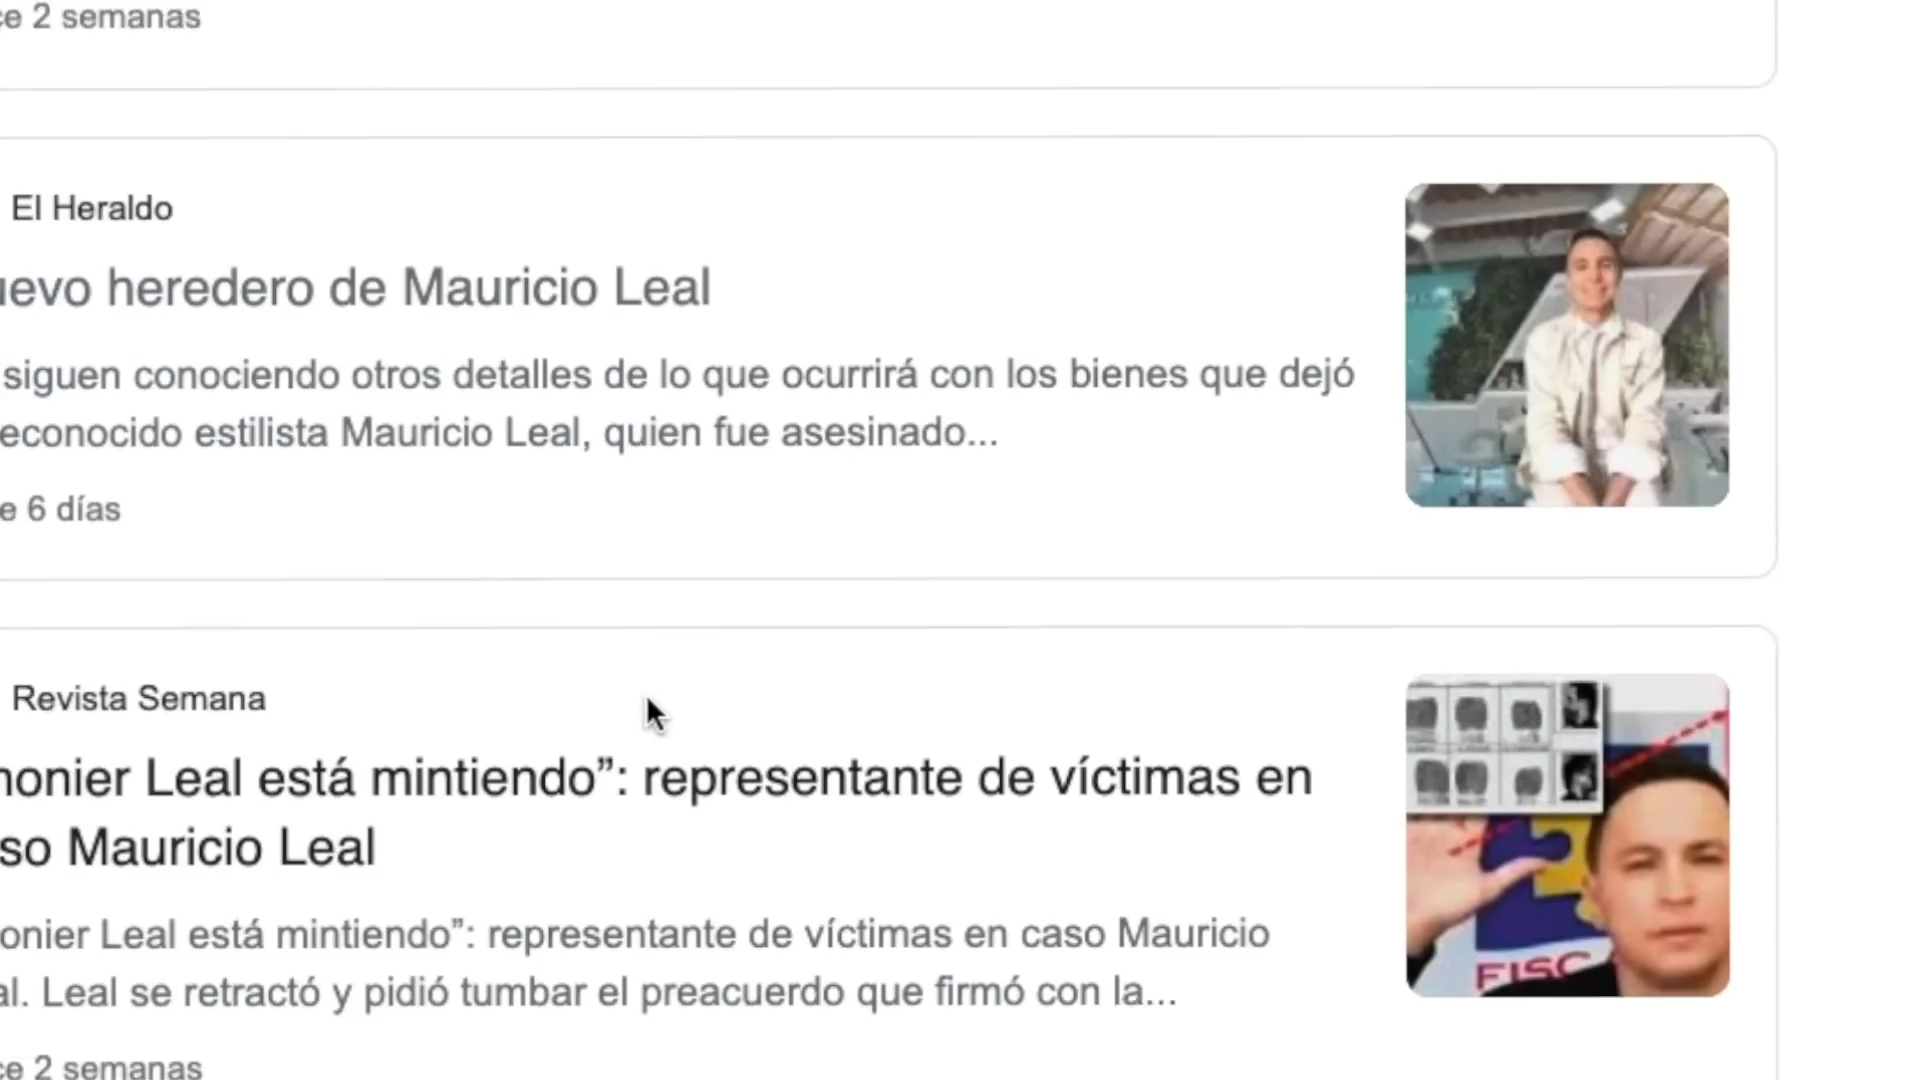 ce 2 semanas
El Heraldo
uevo heredero de Mauricio Leal
siguen conociendo otros detalles de lo que ocurrirá con los bienes que dejó
econocido estilista Mauricio Leal, quien fue asesinado...
e 6 días
Revista Semana
honier Leal está mintiendo”: representante de víctimas en
so Mauricio Leal
onier Leal está mintiendo”: representante de víctimas en caso Mauricio
al. Leal se retractó y pidió tumbar el preacuerdo que firmó con la...
FISC
ce 2 semanas